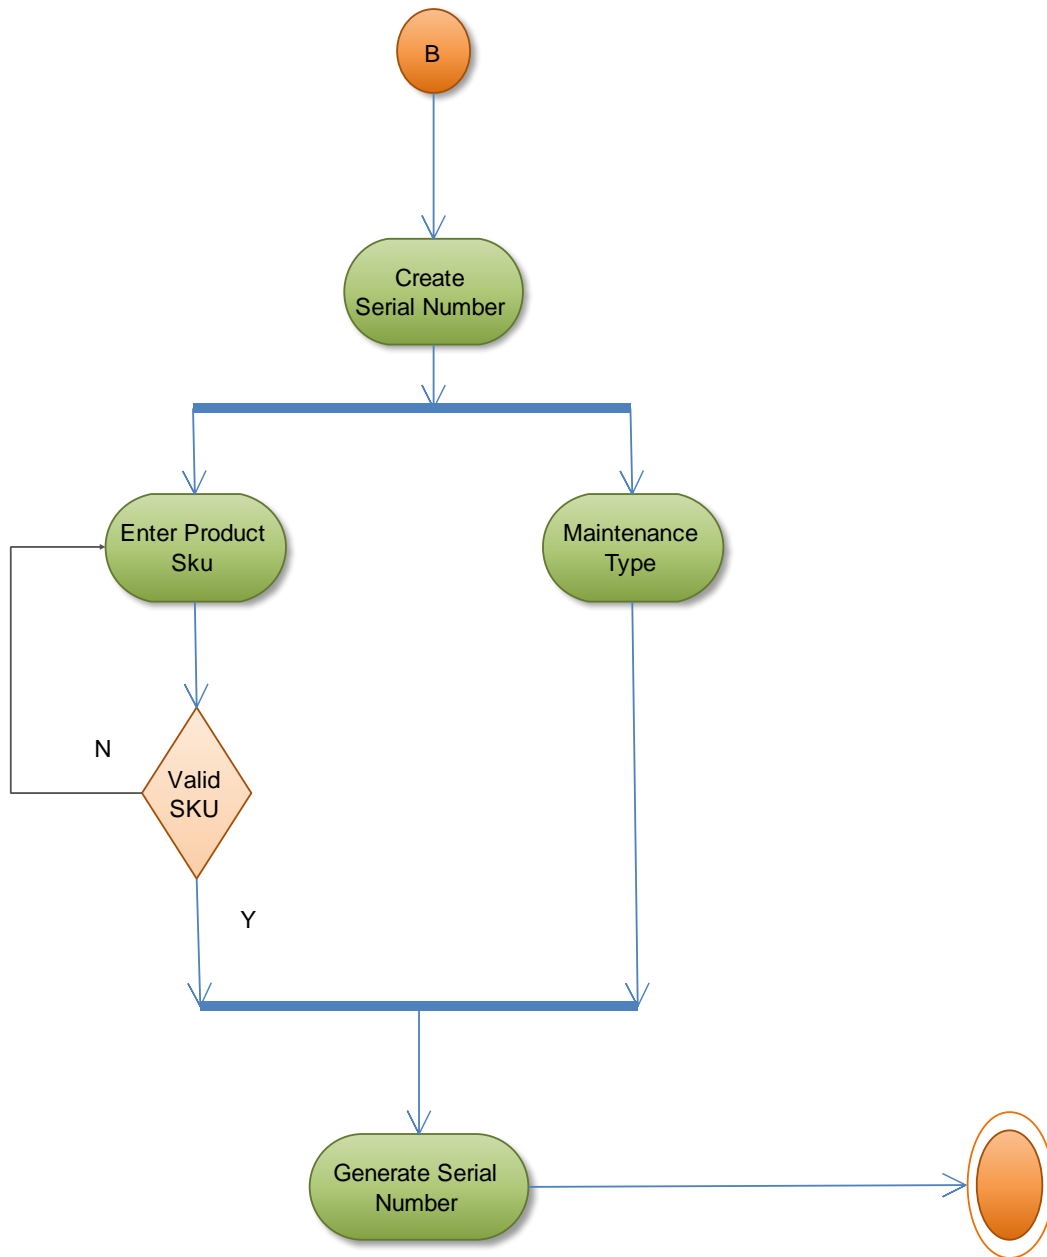 B
Create
Serial Number
Enter Product
Sku
Maintenance
Type
N
Valid
SKU
Y
Generate Serial
Number